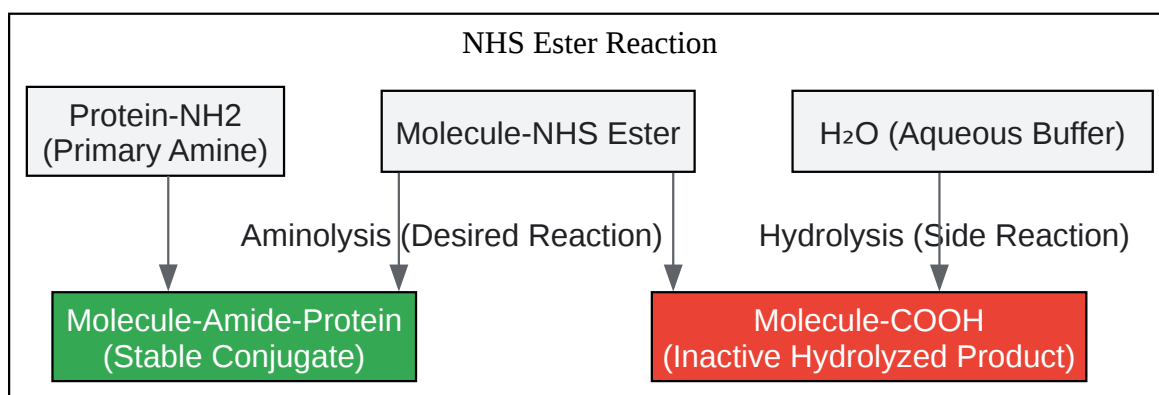 NHS Ester Reaction
Protein-NH2
(Primary Amine)
Molecule-NHS Ester
H₂O (Aqueous Buffer)
Aminolysis (Desired Reaction)
Hydrolysis (Side Reaction)
Molecule-Amide-Protein
(Stable Conjugate)
Molecule-COOH
(Inactive Hydrolyzed Product)